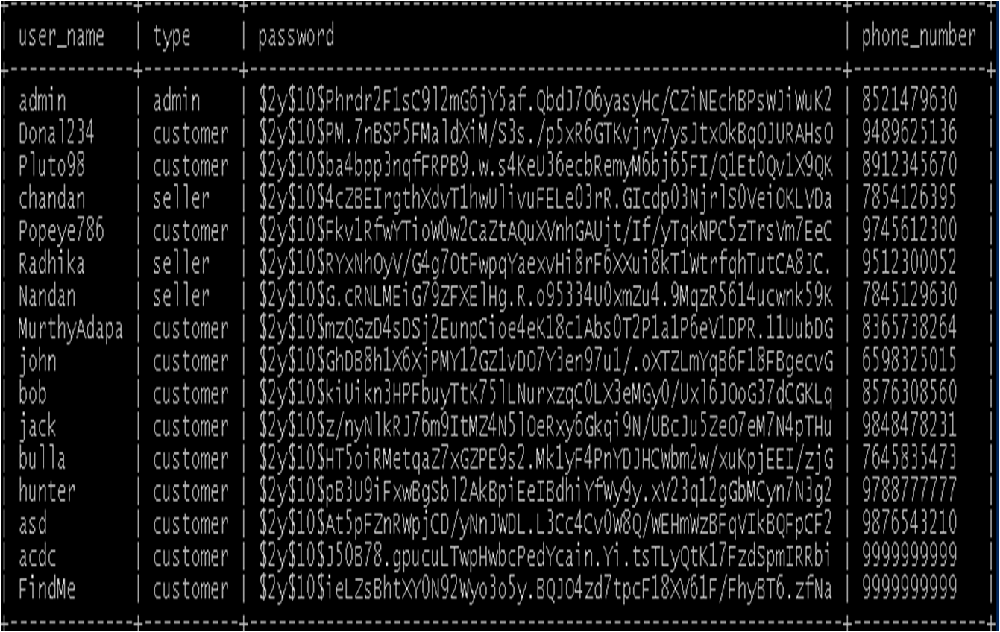 user_name | type | password | phone_number
admin | admin | $2y$10$Phrdr2F1sC9l2mG6jY5af.QbdJ7O6yasyHc/CZiNEchBPsWJiWuK2 | 8521479630
Donal234 | customer | $2y$10$PM.7nBSP5FMaldXiM/S3s./p5xR6GTKvjry7ysJtxOkBqOJURAHsO | 9489625136
Pluto98 | customer | $2y$10$ba4bpp3nqfFRPB9.w.s4KeU36ecbRemyM6bj65FI/Q1Et0Qv1X9QK | 8912345670
chandan | seller | $2y$10$4cZBEIrgthXdvT1hwUlivuFELe03rR.GIcdp03NjrlS0VeiOKLVDa | 7854126395
Popeye786 | customer | $2y$10$Fkv1RfwYTioW0w2CaZtAQuXVnhGAUjt/If/yTqkNPC5zTrsVm7EeC | 9745612300
Radhika | seller | $2y$10$RYxNhOyV/G4g7OtFwpqYaexvHi8rF6XXui8kT1WtrfqhTutCA8JC. | 9512300052
Nandan | seller | $2y$10$G.cRNLMEiG79ZFXElHg.R.o95334U0xmZu4.9MqzR5614ucwnk59K | 7845129630
MurthyAdapa | customer | $2y$10$mzQGzD4sDSj2EunpCioe4eK18c1Abs0T2P1a1P6eV1DPR.11UubDG | 8365738264
john | customer | $2y$10$GhDB8h1X6XjPMY12GZ1vDO7Y3en97u1/.oXTZLmYqB6F18FBgecvG | 6598325015
bob | customer | $2y$10$kiUikn3HPFbuyTtK75lLNurxzqC0LX3eMGy0/Uxl6JOoG37dCGKLq | 8576308560
jack | customer | $2y$10$z/nyNlkRJ76m9ItMZ4N5lOeRxy6Gkqi9N/UBcJu5ZeO7eM7N4pTHu | 9848478231
bulla | customer | $2y$10$HT5oiRMetqaZ7xGZPE9s2.Mk1yF4PnYDJHCWbm2w/xuKpjEEI/zjG | 7645835473
hunter | customer | $2y$10$pB3U9iFxwBgSbl2AkBpiEeIBdhiYfWy9y.xV23q12gGbMCyn7N3g2 | 9788777777
asd | customer | $2y$10$At5pFZnRWpjCD/yNnJWDL.L3Cc4Cv0W8Q/WEHmWzBFqVIkBQFpCF2 | 9876543210
acdc | customer | $2y$10$J50B78.gpucuLTwpHwbcPedYcain.Yi.tsTLyQtK17FzdSpmIRRbi | 9999999999
FindMe | customer | $2y$10$ieLZsBhtXY0N92Wyo3o5y.BQJO4zd7tpcF18XV61F/FhyBT6.zfNa | 9999999999